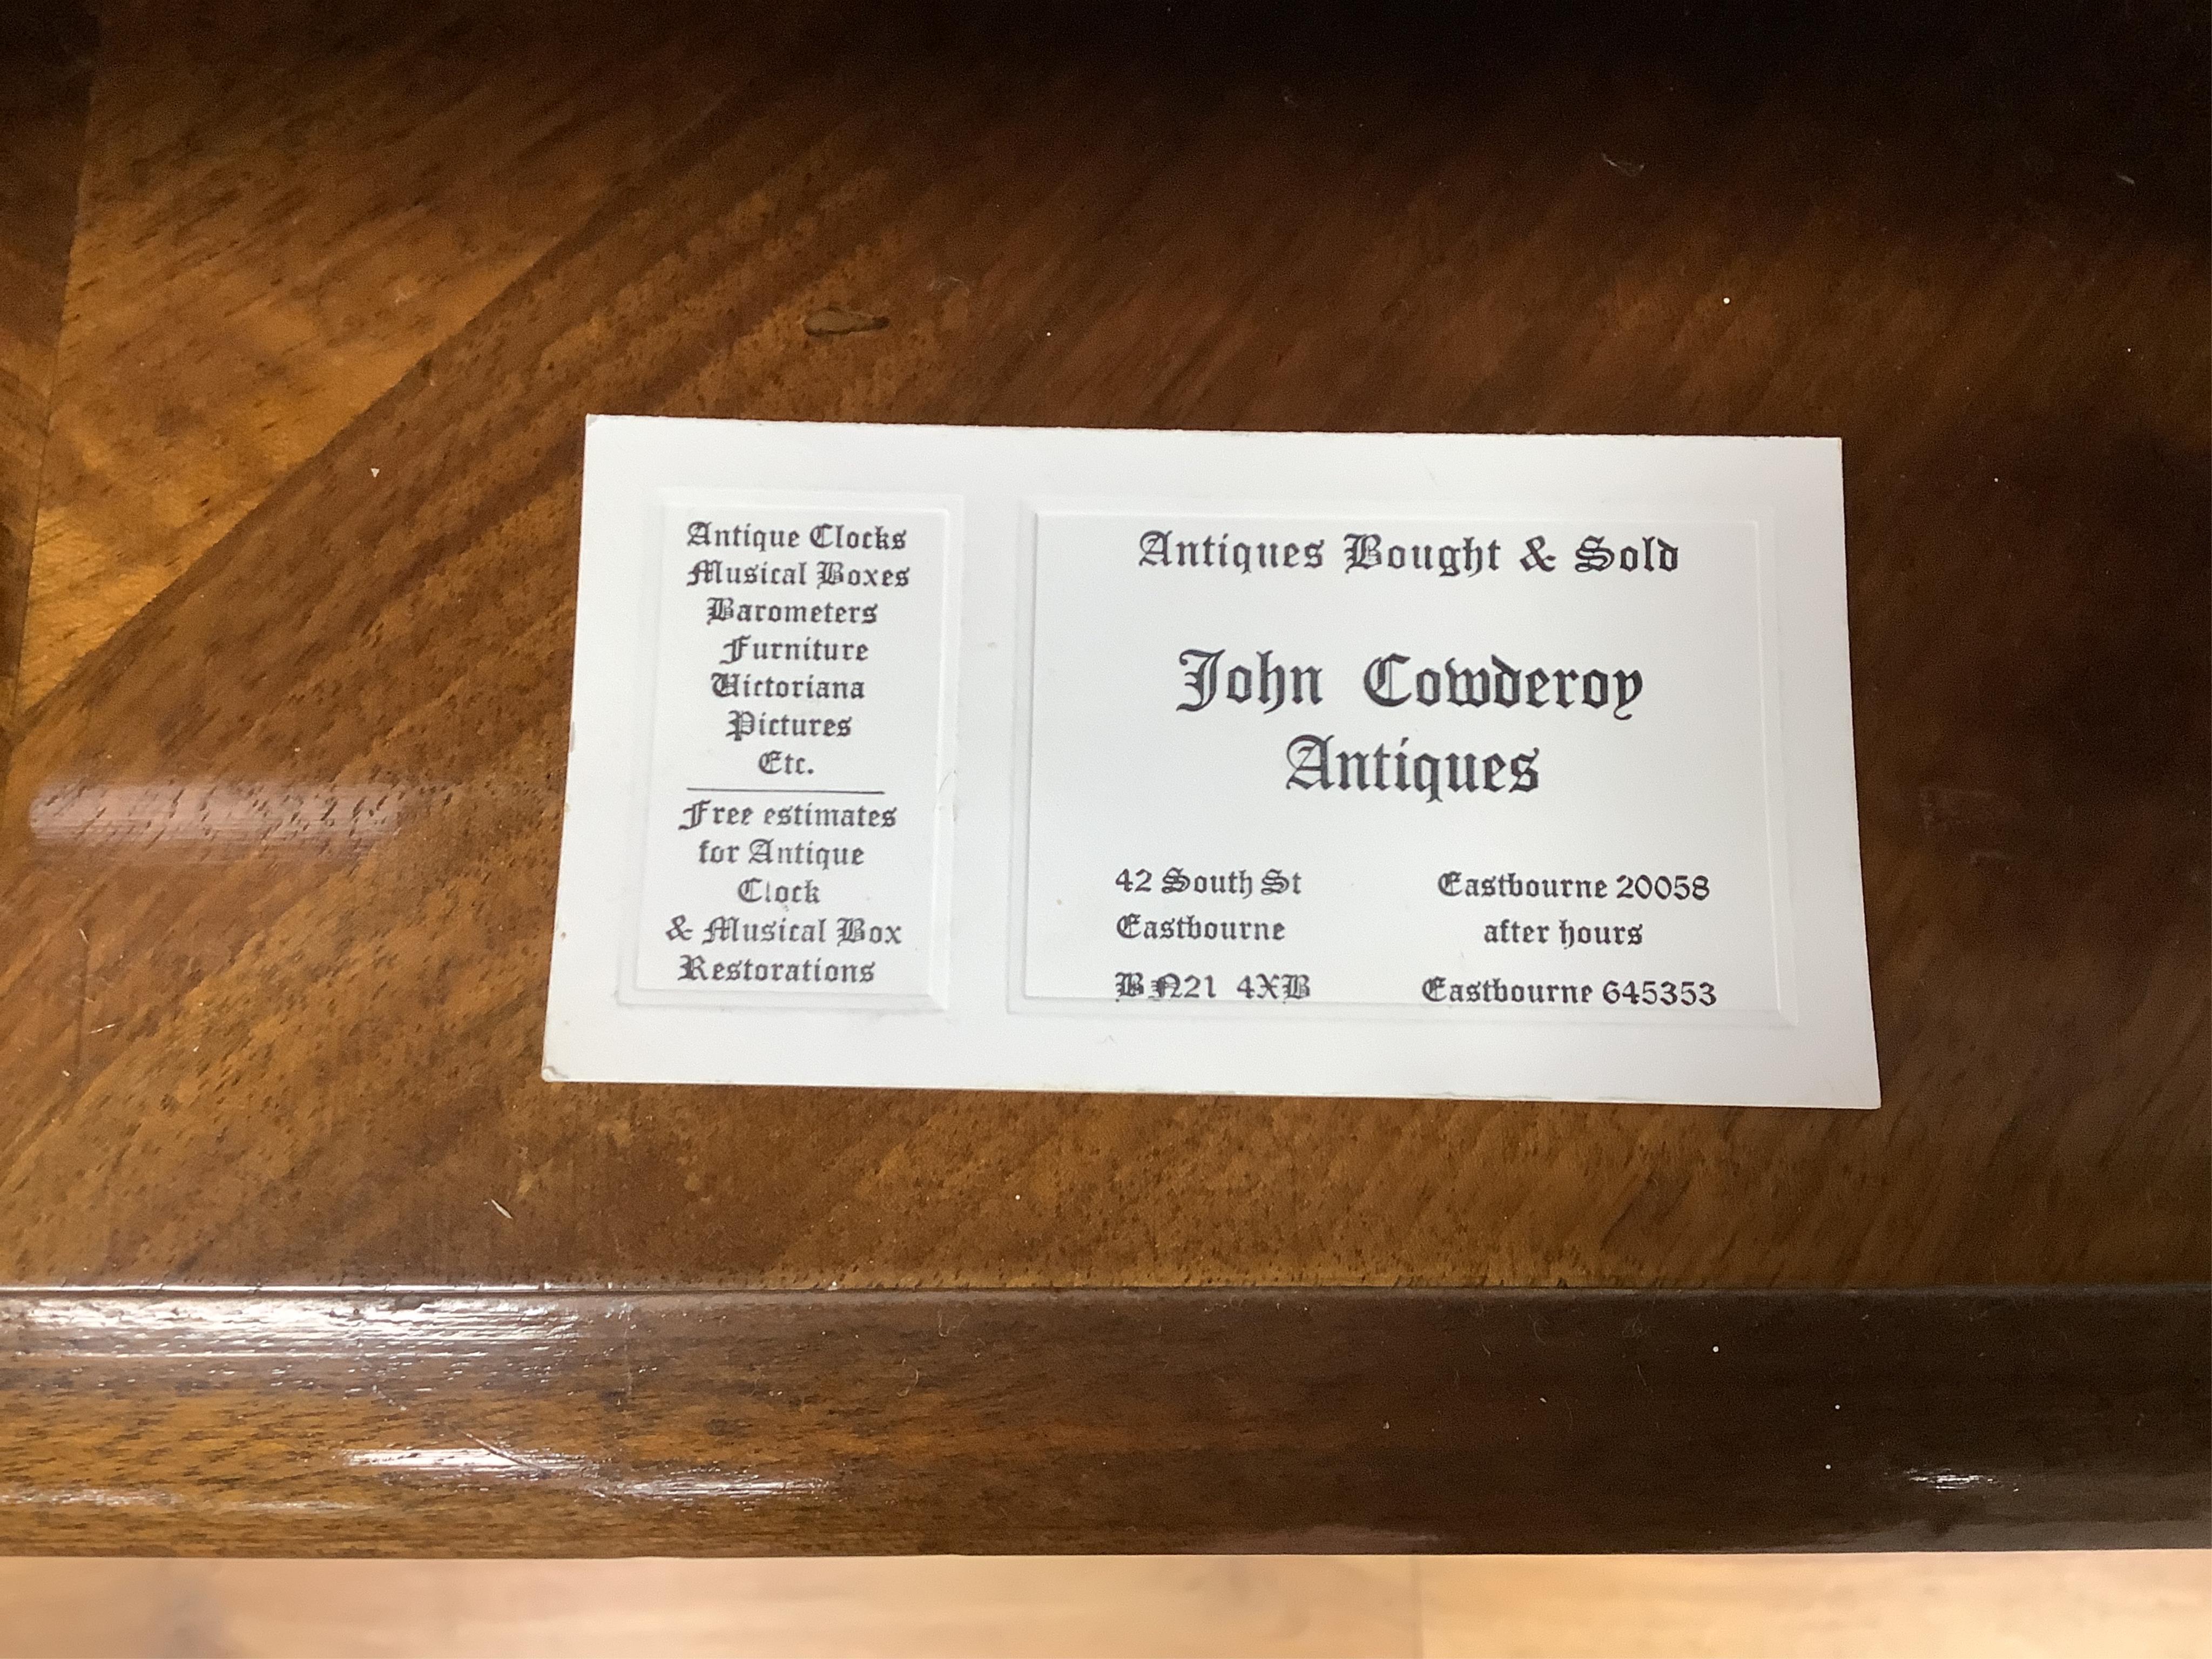 Antique Clocks
Musical Boxes
Barometers
Furniture
Victoriana
Pictures
Etc.
Free estimates
for Antique
Clock
& Musical Box
Restorations
Antiques Bought & Sold
John Cowderoy
Antiques
42 South St
Eastbourne
BN21 4XB
Eastbourne 20058
after hours
Eastbourne 645353